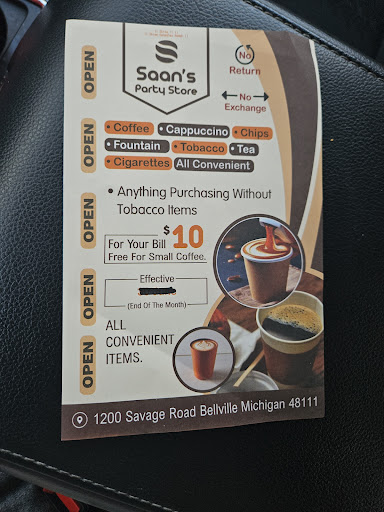 Saan's
Party Store
No
Return
No
Exchange
OPEN
OPEN
OPEN
OPEN
OPEN
• Coffee • Cappuccino • Chips
• Fountain • Tobacco • Tea
• Cigarettes All Convenient
• Anything Purchasing Without
Tobacco Items
For Your Bill $10
Free For Small Coffee.
Effective
(End Of The Month)
ALL
CONVENIENT
ITEMS.
1200 Savage Road Bellville Michigan 48111